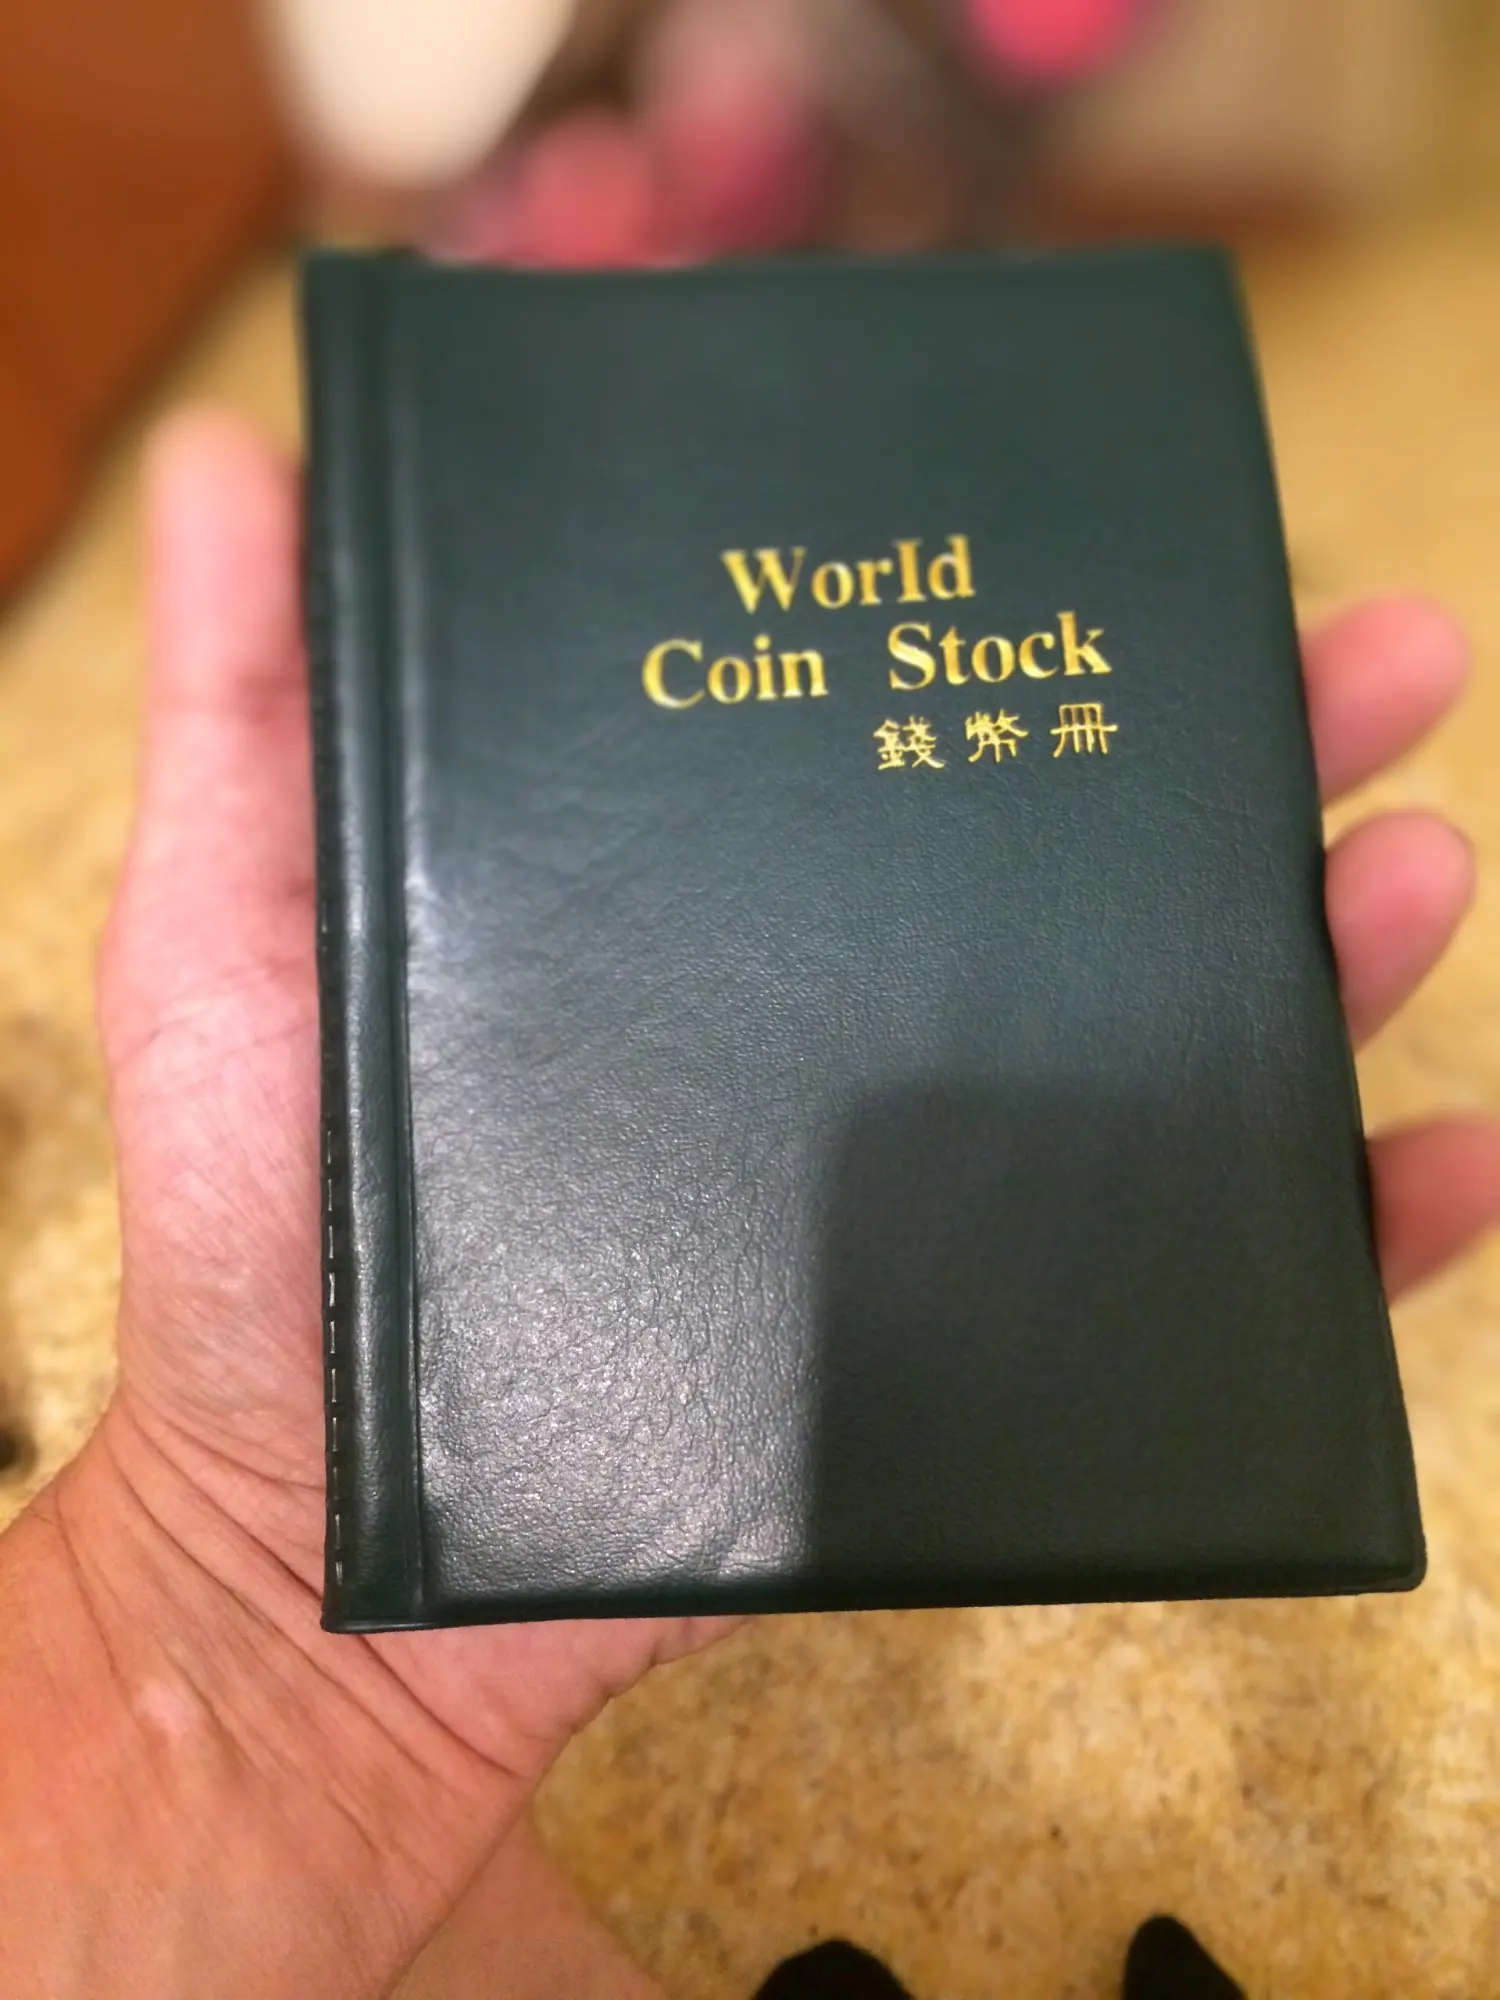 World
Coin Stock
錢幣冊